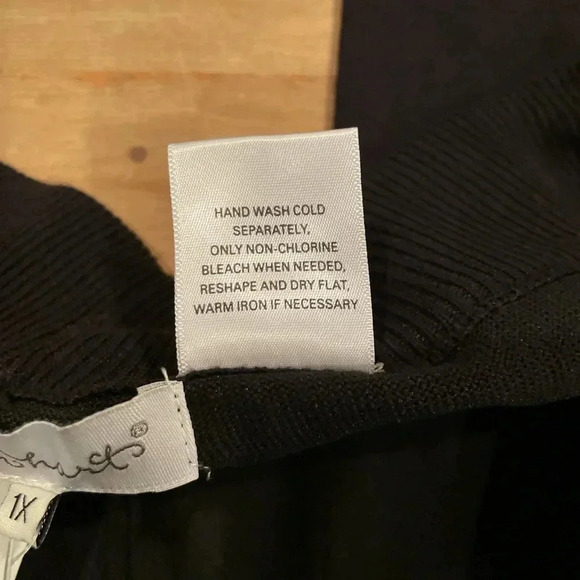 HAND WASH COLD
SEPARATELY,
ONLY NON-CHLORINE
BLEACH WHEN NEEDED,
RESHAPE AND DRY FLAT,
WARM IRON IF NECESSARY
®
1X